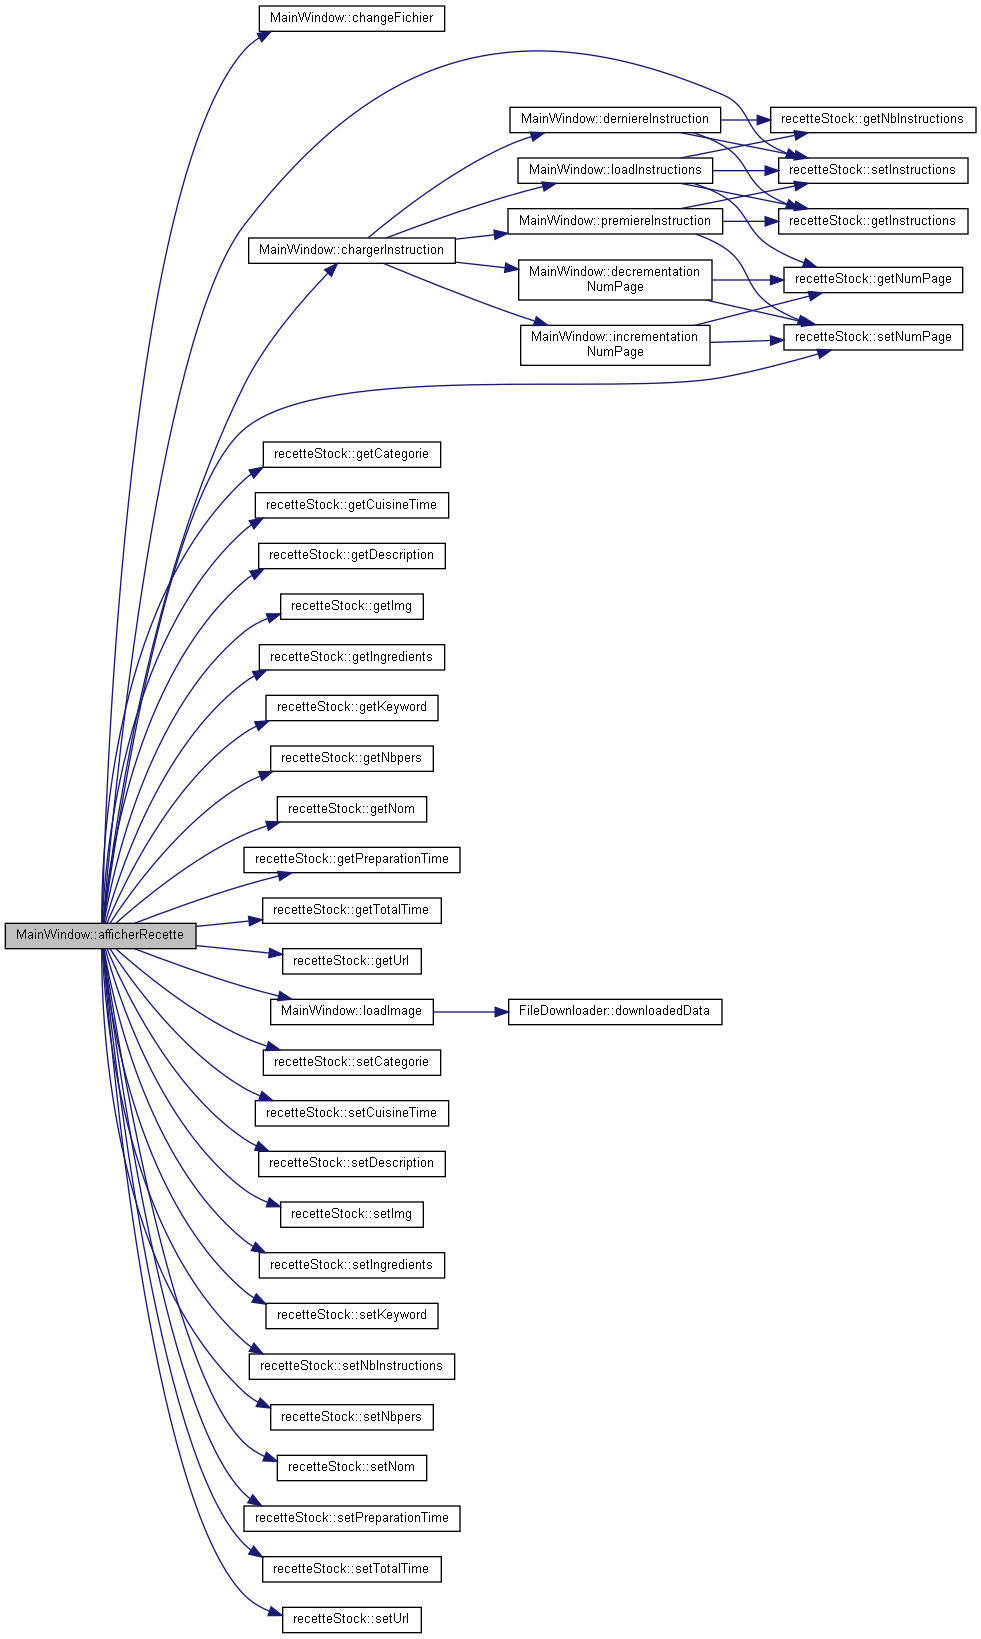 MainWindow::changeFichier
MainWindow::derniereInstruction
recetteStock::getNbInstructions
MainWindow::loadInstructions
recetteStock::setInstructions
MainWindow::premiereInstruction
recetteStock::getInstructions
MainWindow::chargerInstruction
MainWindow::decrementation
NumPage
recetteStock::getNumPage
MainWindow::incrementation
NumPage
recetteStock::setNumPage
recetteStock::getCategorie
recetteStock::getCuisineTime
recetteStock::getDescription
recetteStock::getImg
recetteStock::getIngredients
recetteStock::getKeyword
recetteStock::getNbpers
recetteStock::getNom
recetteStock::getPreparationTime
recetteStock::getTotalTime
MainWindow::afficherRecette
recetteStock::getUrl
MainWindow::loadImage
FileDownloader::downloadedData
recetteStock::setCategorie
recetteStock::setCuisineTime
recetteStock::setDescription
recetteStock::setImg
recetteStock::setIngredients
recetteStock::setKeyword
recetteStock::setNbInstructions
recetteStock::setNbpers
recetteStock::setNom
recetteStock::setPreparationTime
recetteStock::setTotalTime
recetteStock::setUrl